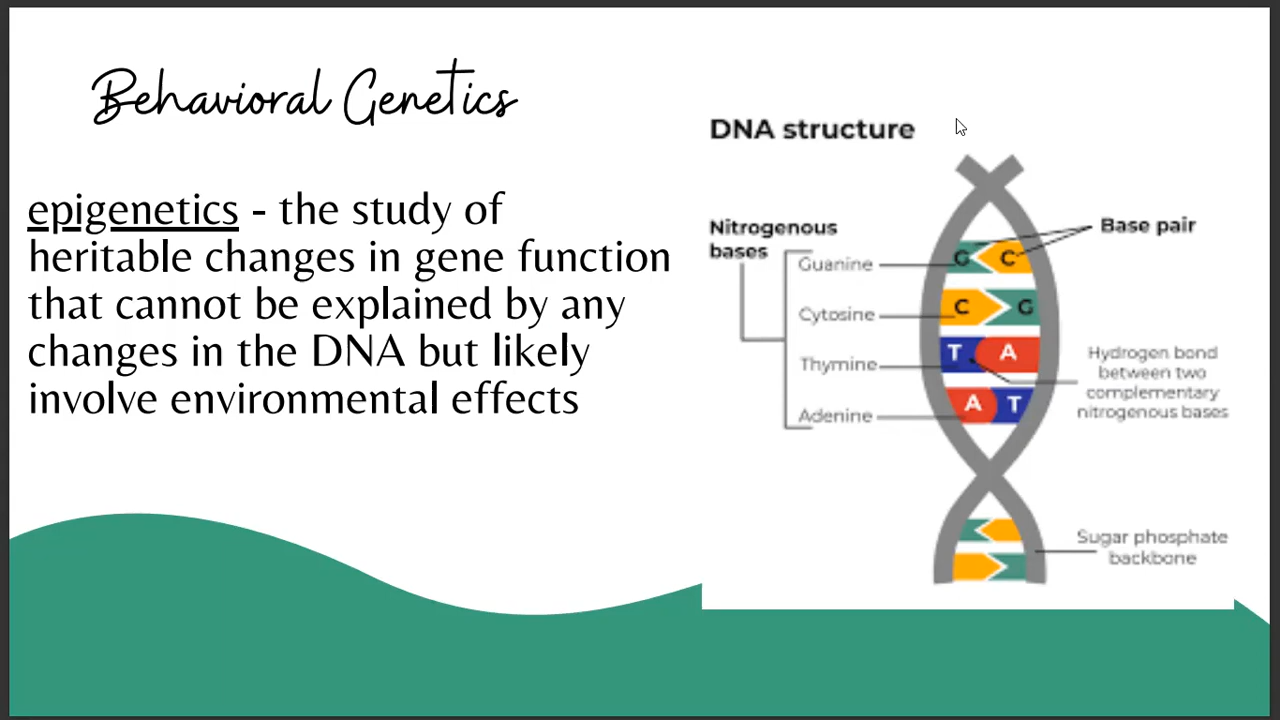 Behavioral Genetics
epigenetics - the study of
heritable changes in gene function
that cannot be explained by any
changes in the DNA but likely
involve environmental effects
DNA structure
Nitrogenous
bases
Guanine
Cytosine
Thymine
Adenine
G C
C G
T A
A T
Base pair
Hydrogen bond
between two
complementary
nitrogenous bases
Sugar phosphate
backbone